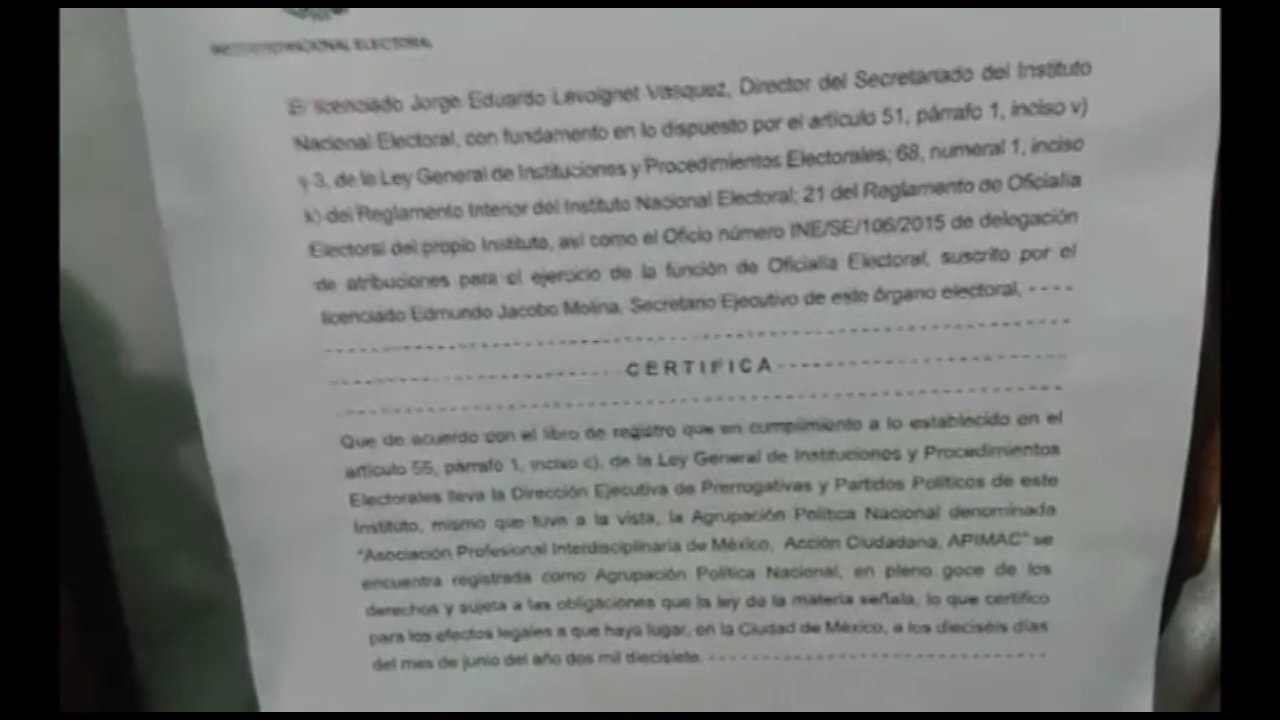 INSTITUTO NACIONAL ELECTORAL
El licenciado Jorge Eduardo Lavoignet Vásquez, Director del Secretariado del Instituto
Nacional Electoral, con fundamento en lo dispuesto por el artículo 51, párrafo 1, inciso v)
y 3, de la Ley General de Instituciones y Procedimientos Electorales; 68, numeral 1, inciso
k) del Reglamento Interior del Instituto Nacional Electoral; 21 del Reglamento de Oficialía
Electoral del propio Instituto, así como el Oficio número INE/SE/106/2015 de delegación
de atribuciones para el ejercicio de la función de Oficialía Electoral, suscrito por el
licenciado Edmundo Jacobo Molina, Secretario Ejecutivo de este órgano electoral, - - - -
CERTIFICA
Que de acuerdo con el libro de registro que en cumplimiento a lo establecido en el
artículo 55, párrafo 1, inciso c), de la Ley General de Instituciones y Procedimientos
Electorales lleva la Dirección Ejecutiva de Prerrogativas y Partidos Políticos de este
Instituto, mismo que tuve a la vista, la Agrupación Política Nacional denominada
"Asociación Profesional Interdisciplinaria de México, Acción Ciudadana, APIMAC" se
encuentra registrada como Agrupación Política Nacional, en pleno goce de los
derechos y sujeta a las obligaciones que la ley de la materia señala, lo que certifico
para los efectos legales a que haya lugar, en la Ciudad de México, a los dieciséis días
del mes de junio del año dos mil diecisiete. - - - - - - - - - - - - - - - - - - - - - - - -